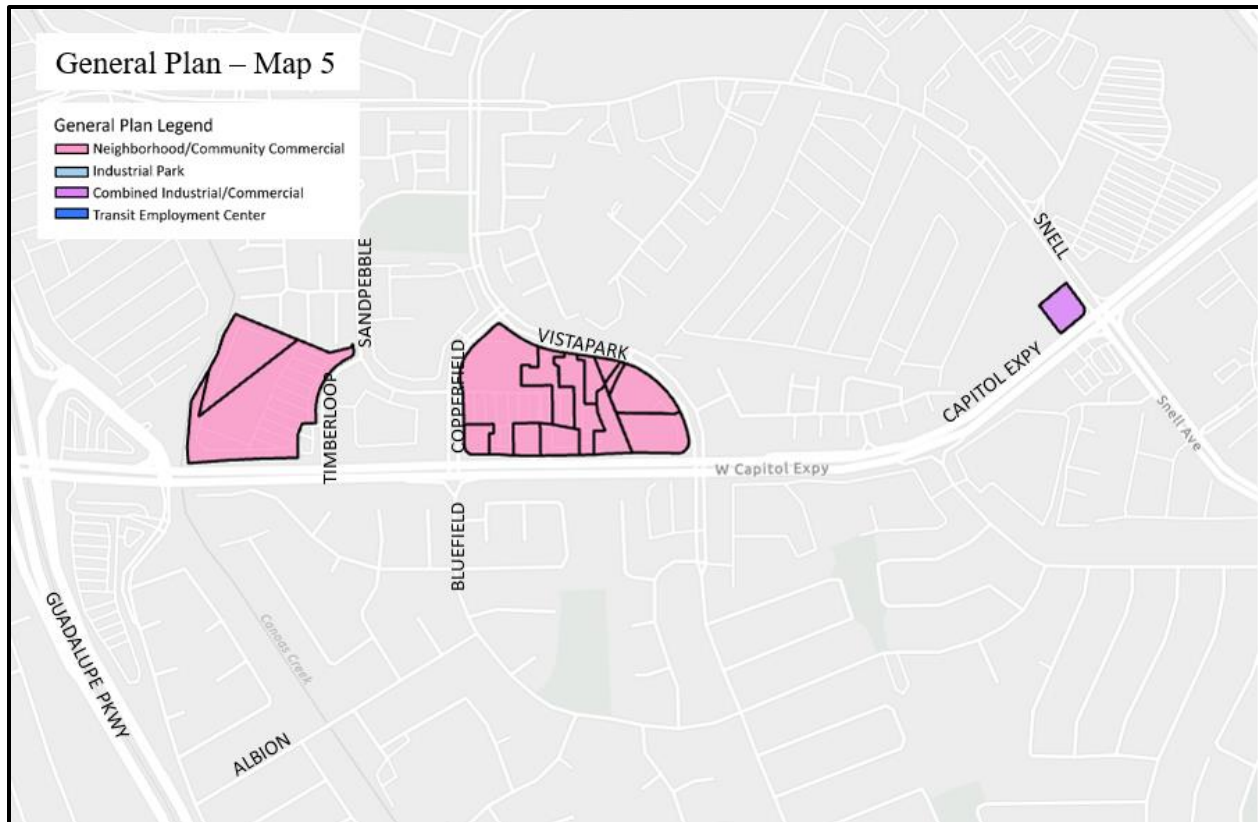 General Plan – Map 5
General Plan Legend
Neighborhood/Community Commercial
Industrial Park
Combined Industrial/Commercial
Transit Employment Center
SNELL
SANDPEBBLE
VISTAPARK
COPPERFIELD
TIMBERLOOP
CAPITOL EXPY
Snell Ave
W Capitol Expy
BLUEFIELD
GUADALUPE PKWY
Canoas Creek
ALBION